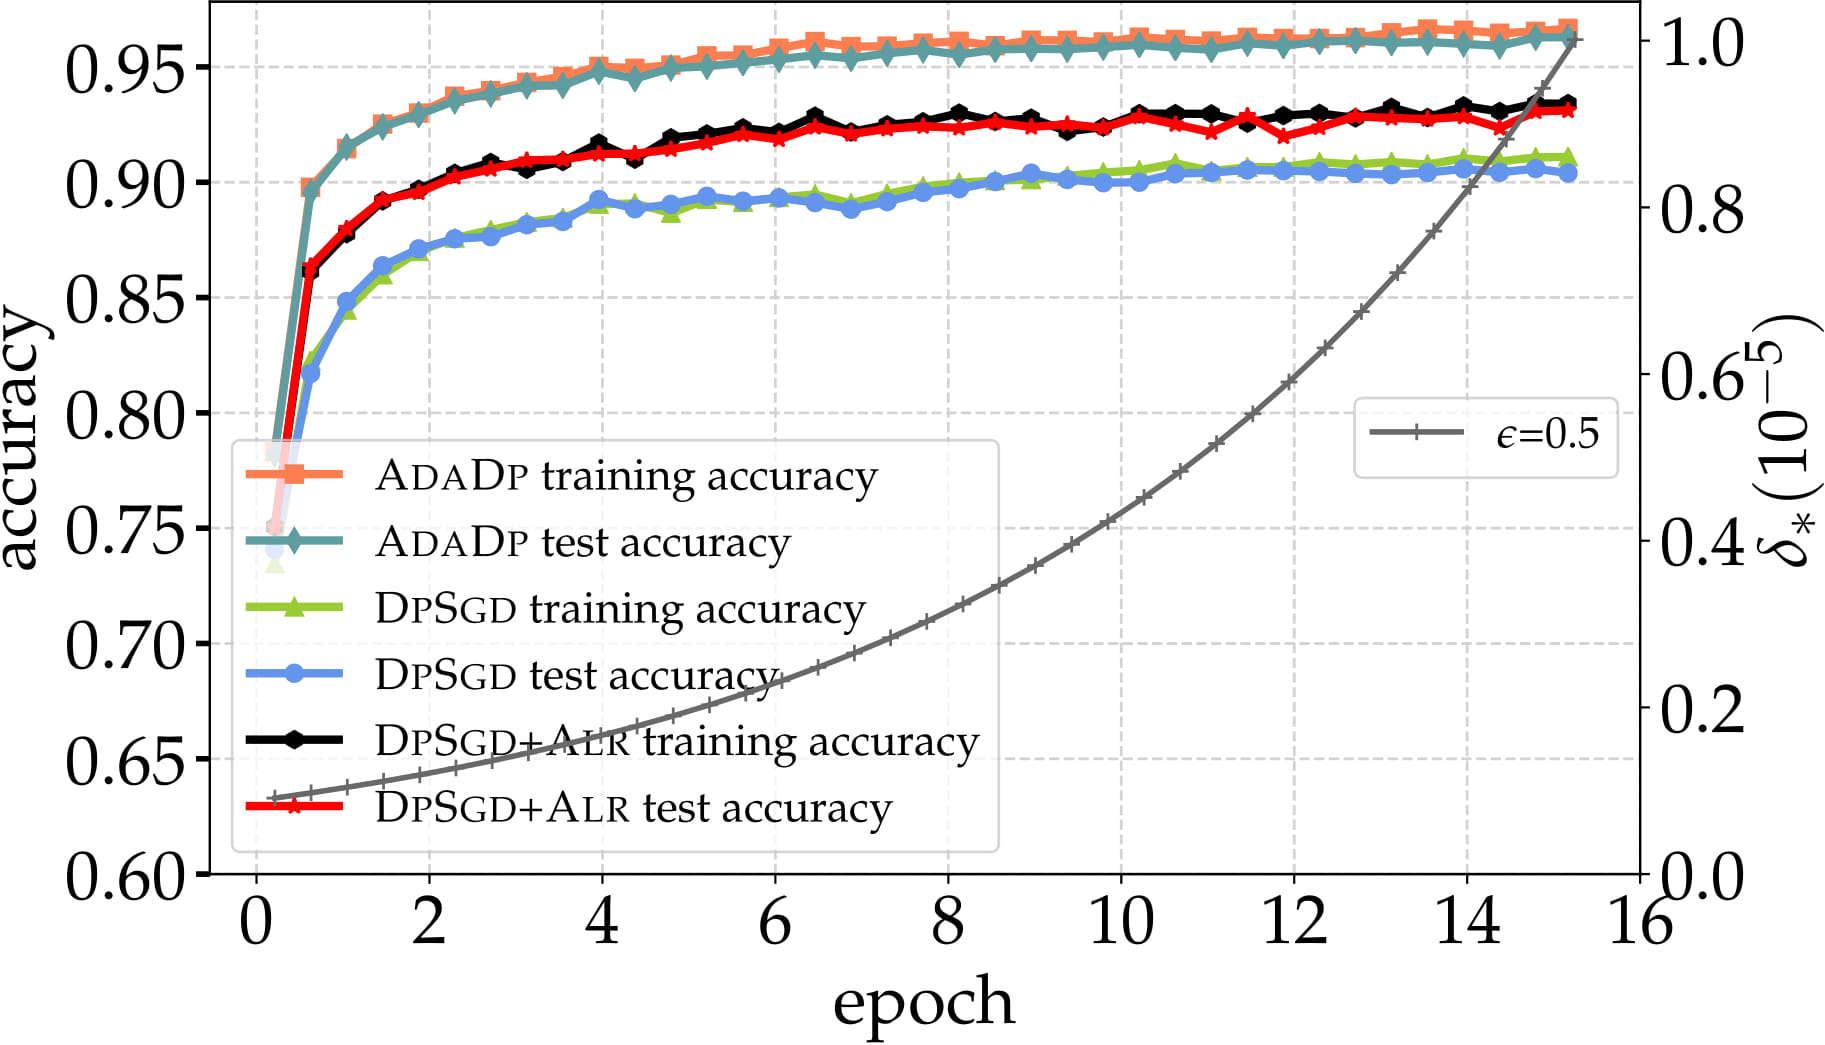 0.95
0.90
0.85
0.80
0.75
0.70
0.65
0.60
accuracy
1.0
0.8
0.6
0.4
0.2
0.0
δ* (10−5)
ϵ=0.5
ADADP training accuracy
ADADP test accuracy
DPSGD training accuracy
DPSGD test accuracy
DPSGD+ALR training accuracy
DPSGD+ALR test accuracy
0 2 4 6 8 10 12 14 16
epoch